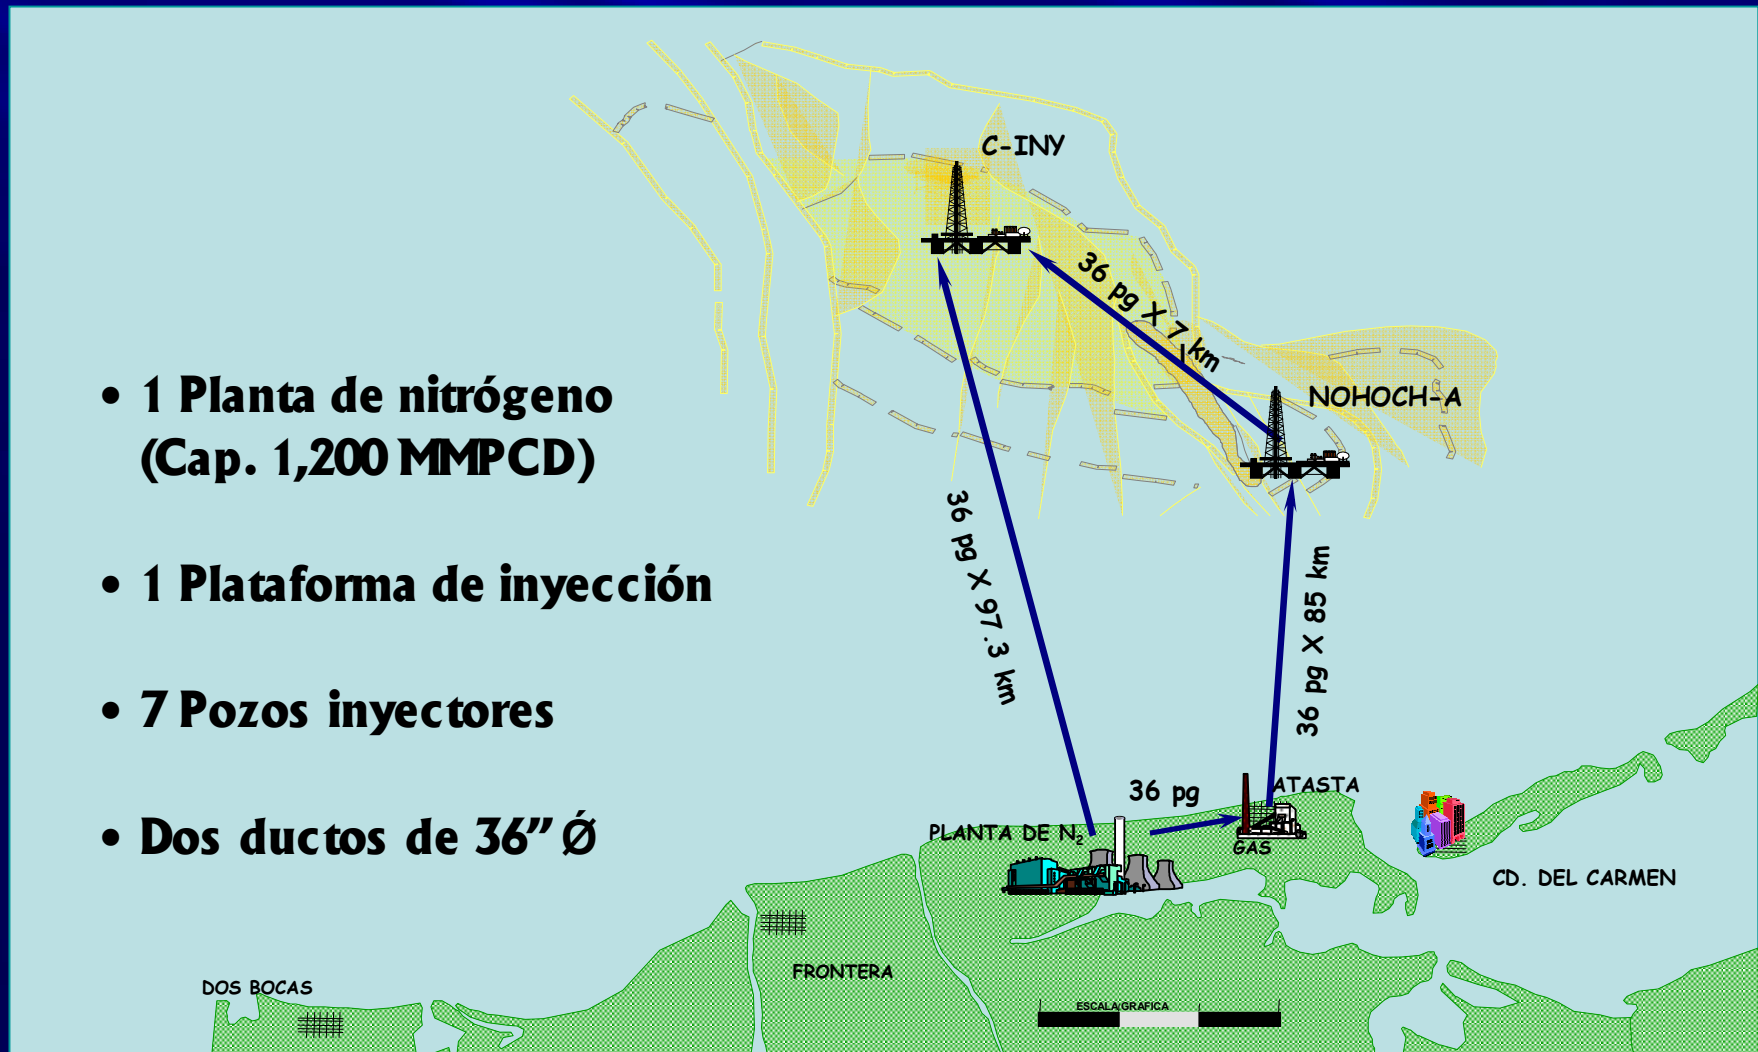 C-INY
36 pg X 7 km
NOHOCH-A
• 1 Planta de nitrógeno
(Cap. 1,200 MMPCD)
• 1 Plataforma de inyección
• 7 Pozos inyectores
• Dos ductos de 36” Ø
36 pg X 97.3 km
36 pg X 85 km
36 pg
ATASTA
PLANTA DE N₂
GAS
CD. DEL CARMEN
FRONTERA
DOS BOCAS
ESCALA GRAFICA